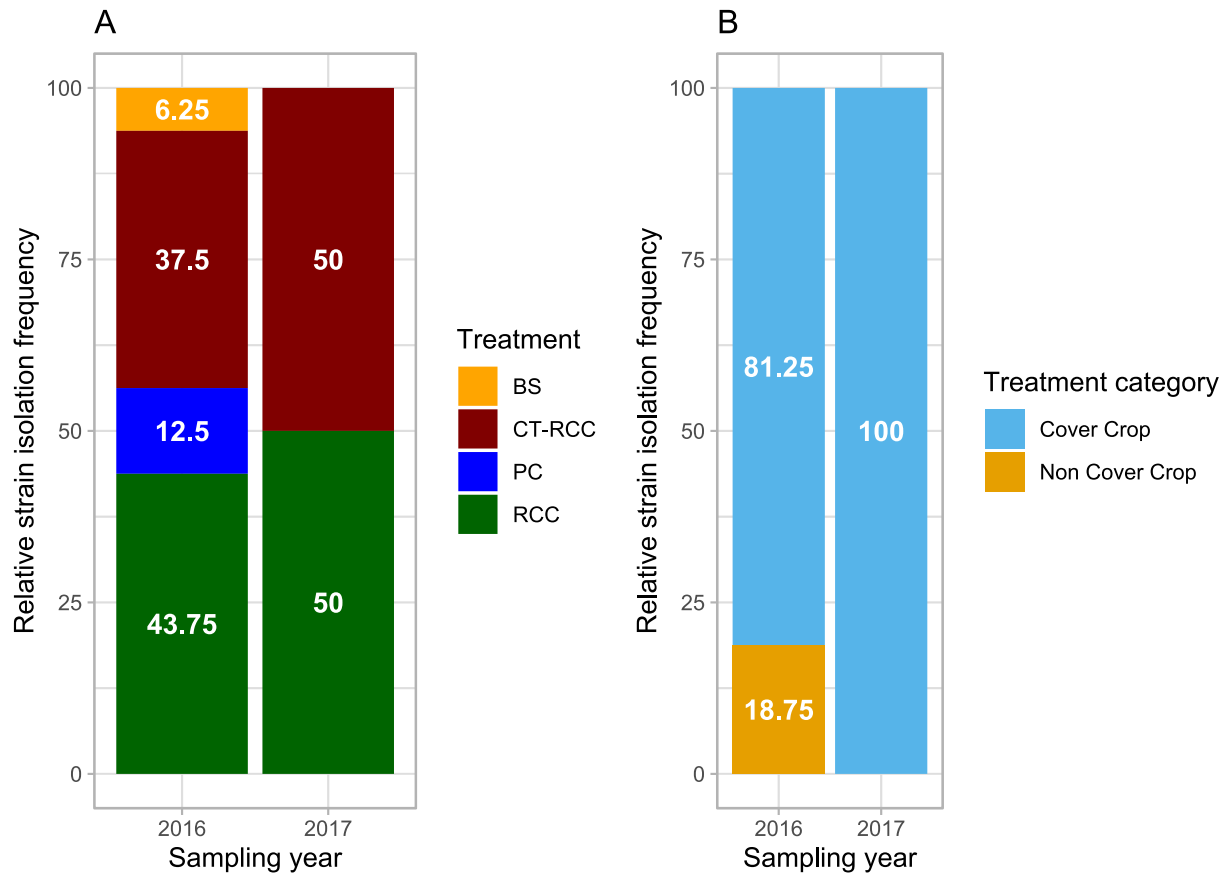 A
Relative strain isolation frequency
100
75
50
25
0
6.25
37.5
12.5
43.75
50
50
2016
2017
Sampling year
Treatment
BS
CT-RCC
PC
RCC
B
Relative strain isolation frequency
100
75
50
25
0
81.25
18.75
100
2016
2017
Sampling year
Treatment category
Cover Crop
Non Cover Crop